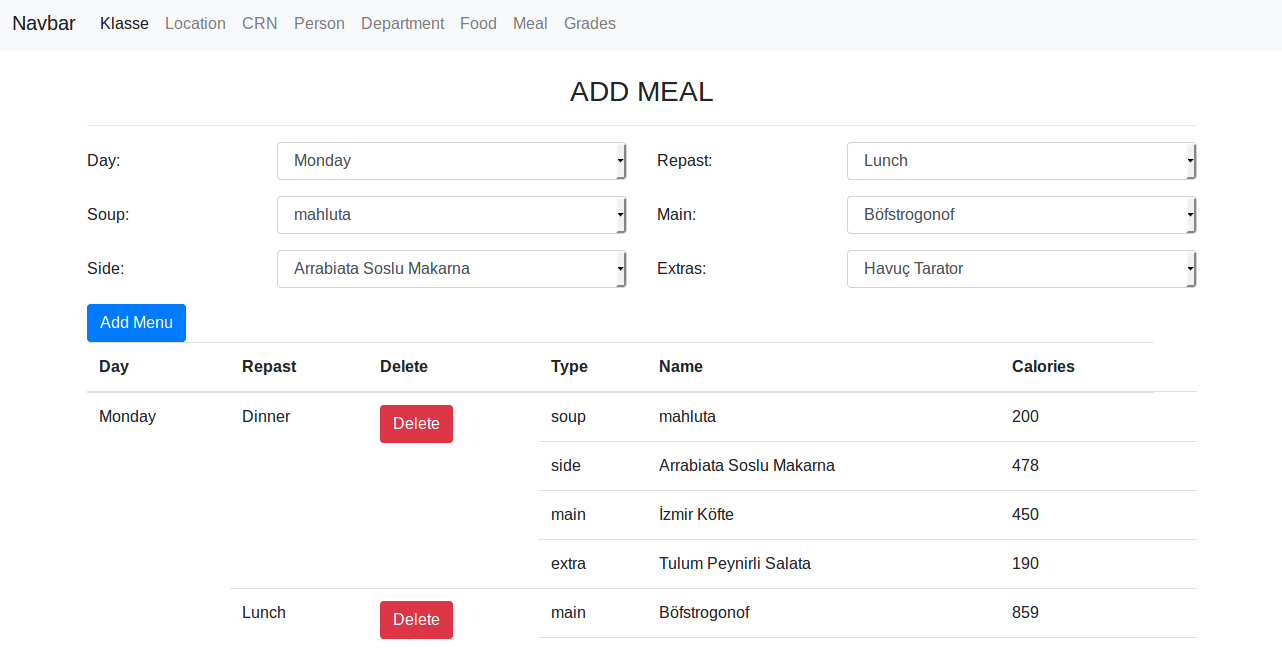 Navbar Klasse Location CRN Person Department Food Meal Grades
ADD MEAL
Day: Monday Repast: Lunch
Soup: mahluta Main: Böfstrogonof
Side: Arrabiata Soslu Makarna Extras: Havuç Tarator
Add Menu
Day Repast Delete Type Name Calories
Monday Dinner Delete soup mahluta 200
side Arrabiata Soslu Makarna 478
main İzmir Köfte 450
extra Tulum Peynirli Salata 190
Lunch Delete main Böfstrogonof 859